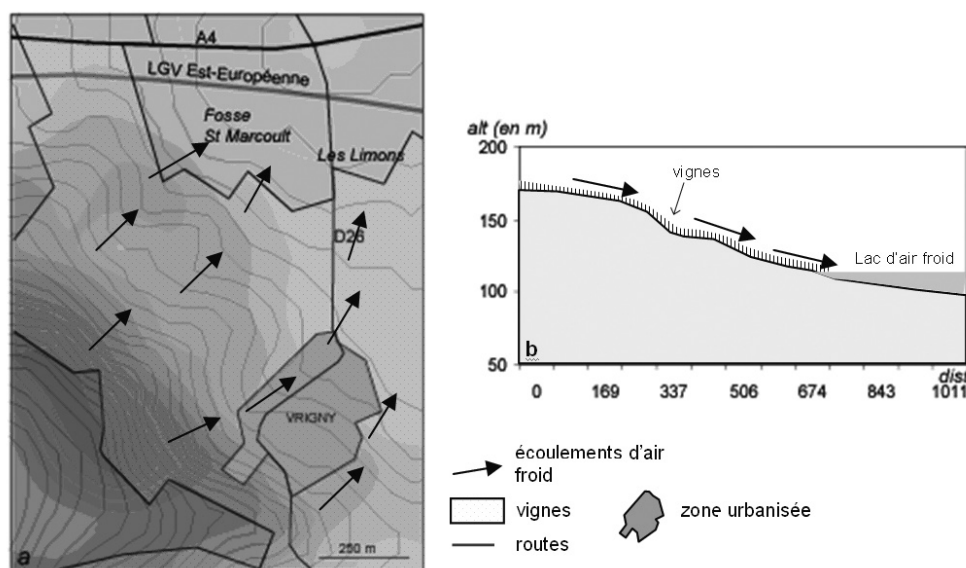 A4
LGV Est-Européenne
Fosse
St Marcoult
Les Limons
D26
VRIGNY
a
250 m
alt (en m)
200
150
100
50
vignes
Lac d'air froid
b
dist
0 169 337 506 674 843 1011
écoulements d'air
froid
vignes
zone urbanisée
routes